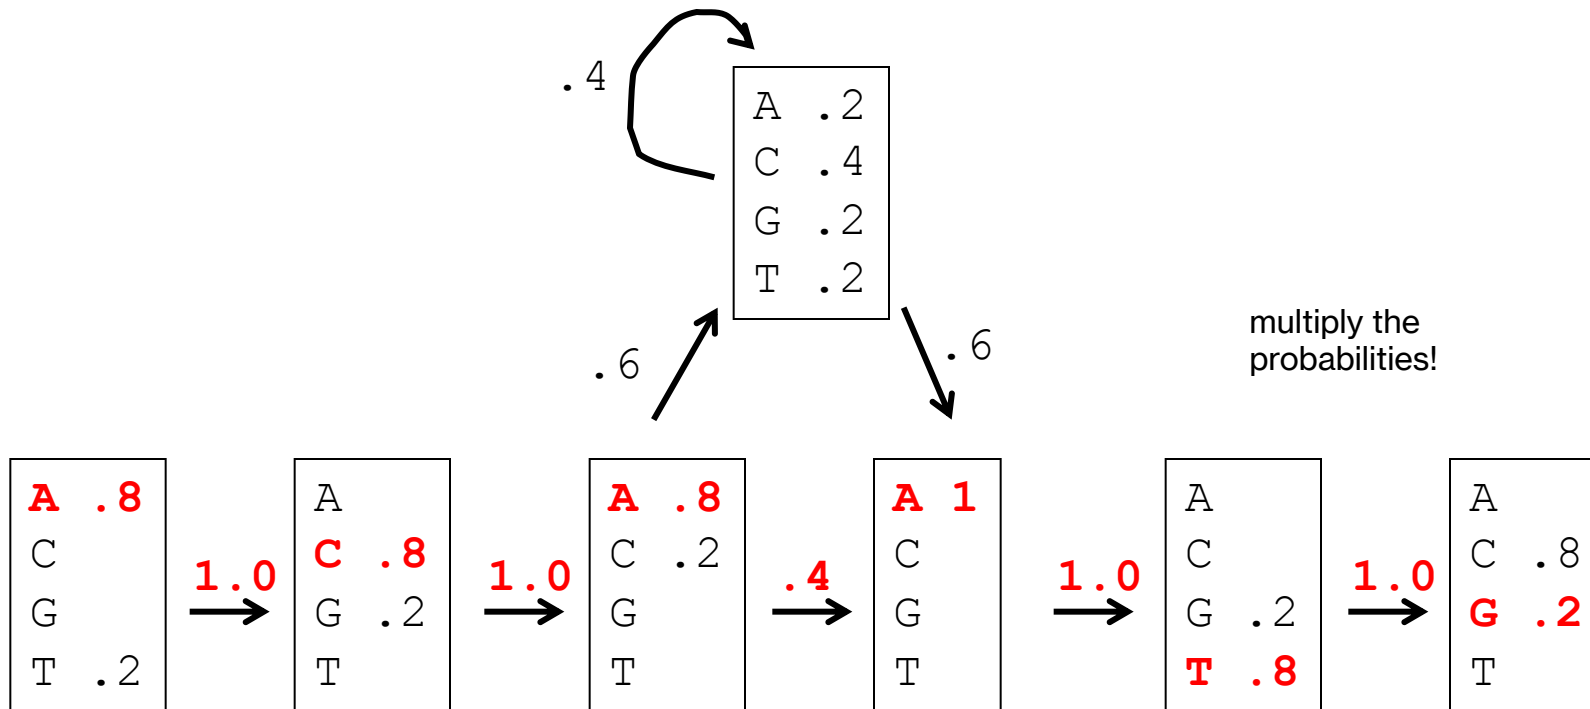 .4
A .2
C .4
G .2
T .2
.6
.6
multiply the
probabilities!
A .8
C
G
T .2
1.0
A
C .8
G .2
T
1.0
A .8
C .2
G
T
.4
A 1
C
G
T
1.0
A
C
G .2
T .8
1.0
A
C .8
G .2
T